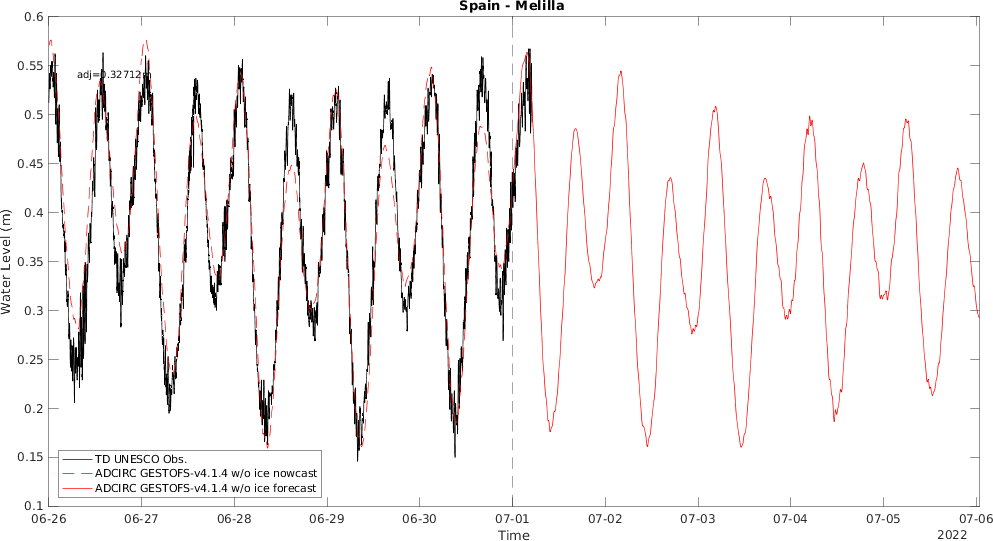 Spain - Melilla
0.6
0.55
0.5
0.45
0.4
0.35
0.3
0.25
0.2
0.15
0.1
Water Level (m)
adj=0.32712m
TD UNESCO Obs.
ADCIRC GESTOFS-v4.1.4 w/o ice nowcast
ADCIRC GESTOFS-v4.1.4 w/o ice forecast
06-26 06-27 06-28 06-29 06-30 07-01 07-02 07-03 07-04 07-05 07-06
Time
2022